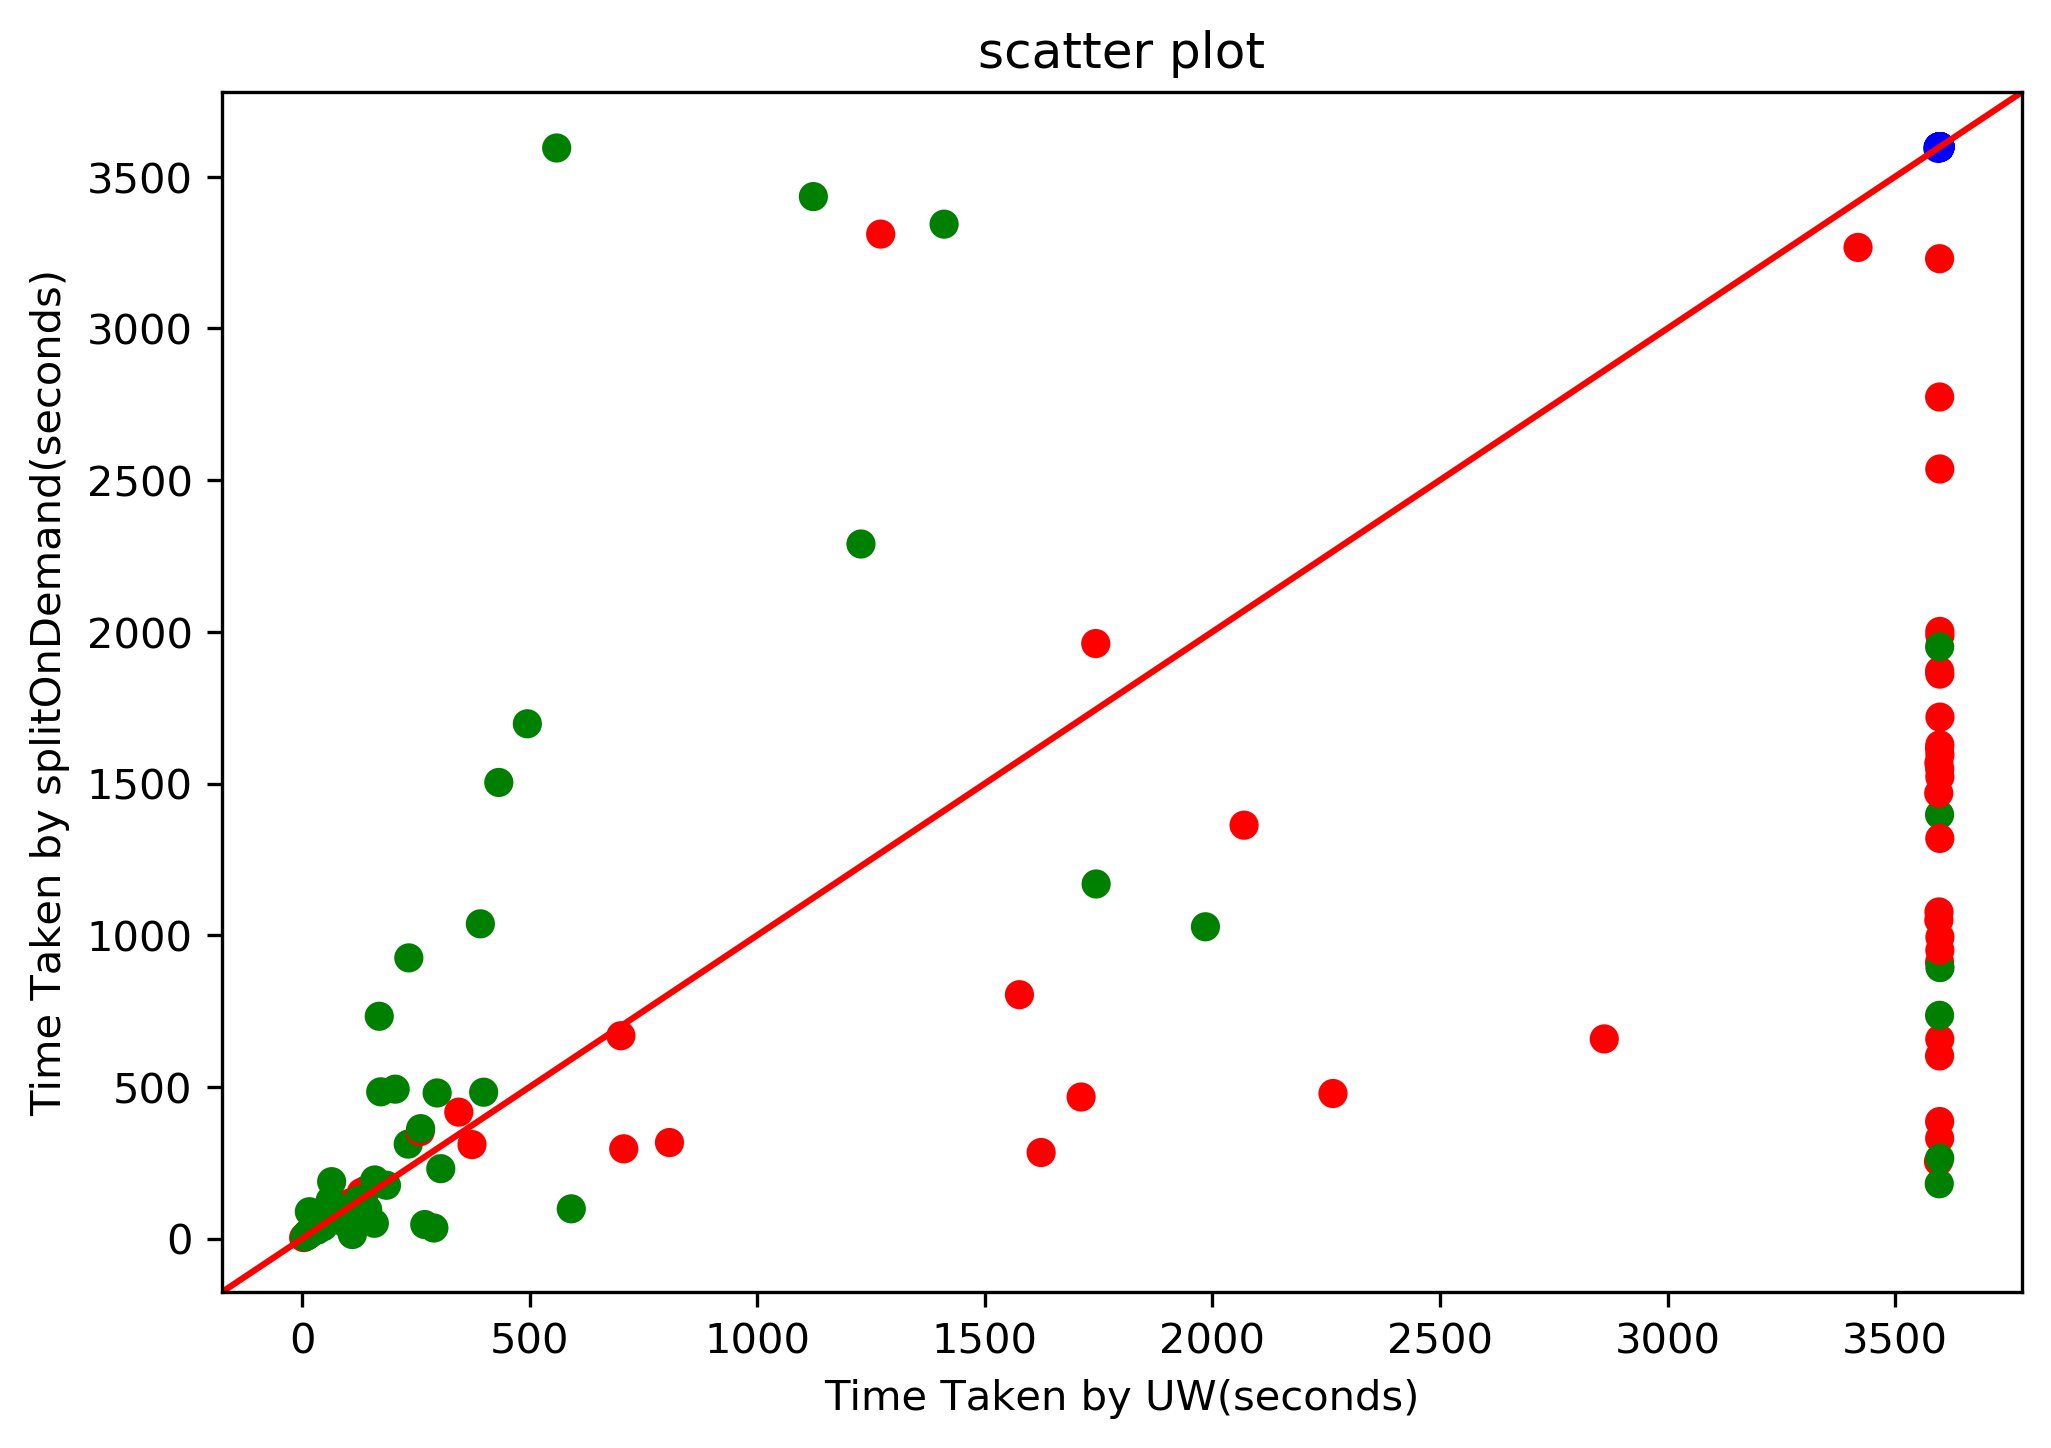 scatter plot
Time Taken by splitOnDemand(seconds)
3500
3000
2500
2000
1500
1000
500
0
0 500 1000 1500 2000 2500 3000 3500
Time Taken by UW(seconds)